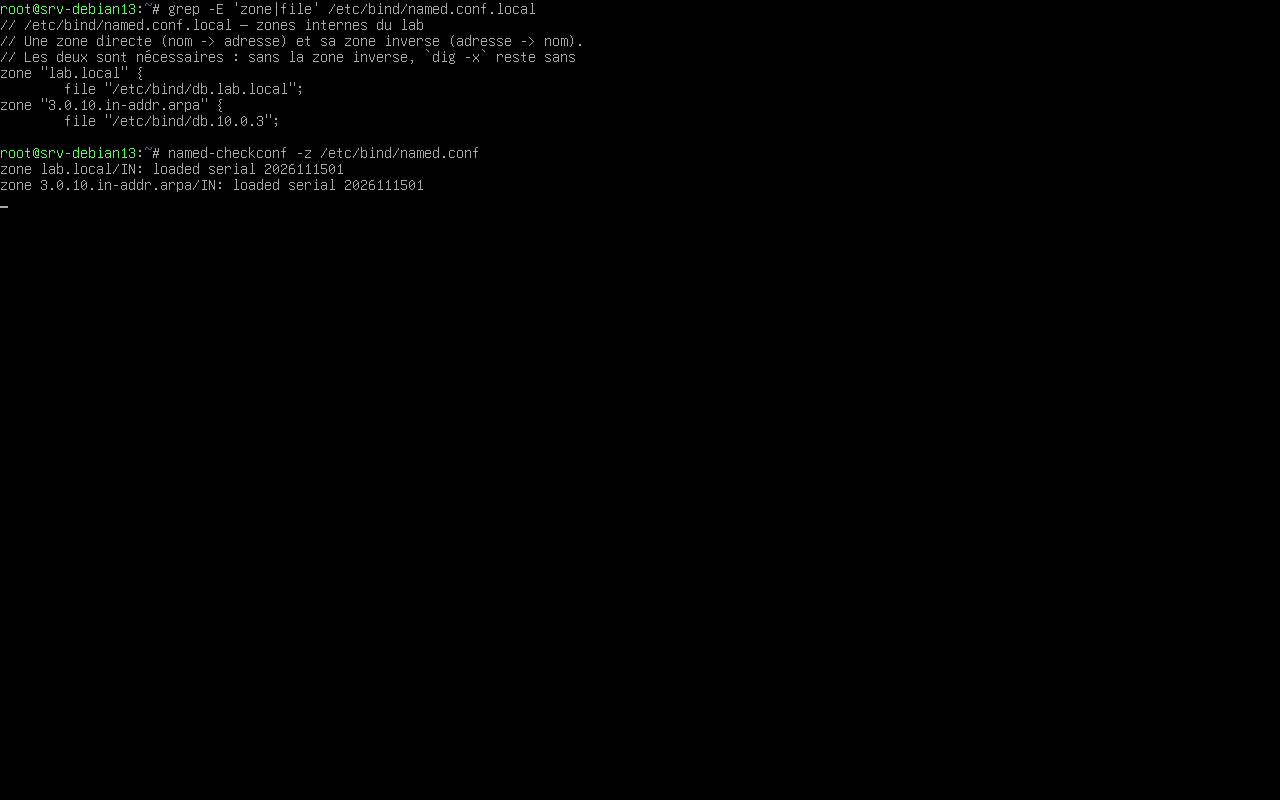 root@srv-debian13:~# grep -E 'zone|file' /etc/bind/named.conf.local
// /etc/bind/named.conf.local — zones internes du lab
// Une zone directe (nom -> adresse) et sa zone inverse (adresse -> nom).
// Les deux sont nécessaires : sans la zone inverse, `dig -x` reste sans
zone "lab.local" {
        file "/etc/bind/db.lab.local";
zone "3.0.10.in-addr.arpa" {
        file "/etc/bind/db.10.0.3";

root@srv-debian13:~# named-checkconf -z /etc/bind/named.conf
zone lab.local/IN: loaded serial 2026111501
zone 3.0.10.in-addr.arpa/IN: loaded serial 2026111501